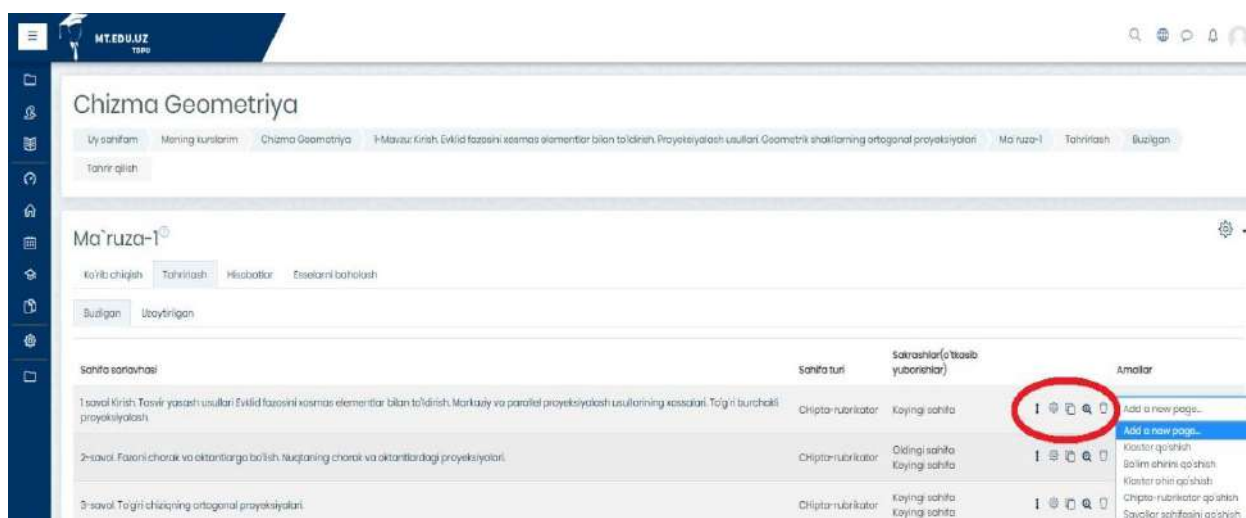 MT.EDU.UZ
TSPU
Chizma Geometriya
Uy sahifam Mening kurslarim Chizma Geometriya 1-Mavzu: Kirish. Evklid fazosini xosmas elementlar bilan to'ldirish. Proyeksiyalash usullari. Geometrik shakllarning ortogonal proyeksiyalari Ma'ruza-1 Tahrirlash Buzilgan
Tahrir qilish
Ma`ruza-1
Ko'rib chiqish Tahrirlash Hisobotlar Esselarni baholash
Buzilgan Uzaytirilgan
Sahifa sarlavhasi Sahifa turi Sakrashlar(o'tkazib yuborishlar) Amallar
1 savol Kirish. Tasvir yasash usullari Evklid fazosini xosmas elementlar bilan to'ldirish. Markaziy va parallel proyeksiyalash usullarining xossalari. To'g'ri burchakli
proyeksiyalash.
CHipta-rubrikator Keyingi sahifa Add a new page...
Add a new page...
2-savol. Fazoni chorak va oktantlarga bo'lish. Nuqtaning chorak va oktantlardagi proyeksiyalari.
CHipta-rubrikator Oldingi sahifa
Keyingi sahifa
Klaster qo'shish
Bo'lim ohirini qo'shish
Klaster ohiri qo'shish
3-savol. To'g'ri chiziqning ortogonal proyeksiyalari.
CHipta-rubrikator Keyingi sahifa
Keyingi sahifa
Chipta-rubrikator qo'shish
Savollar sahifasini qo'shish